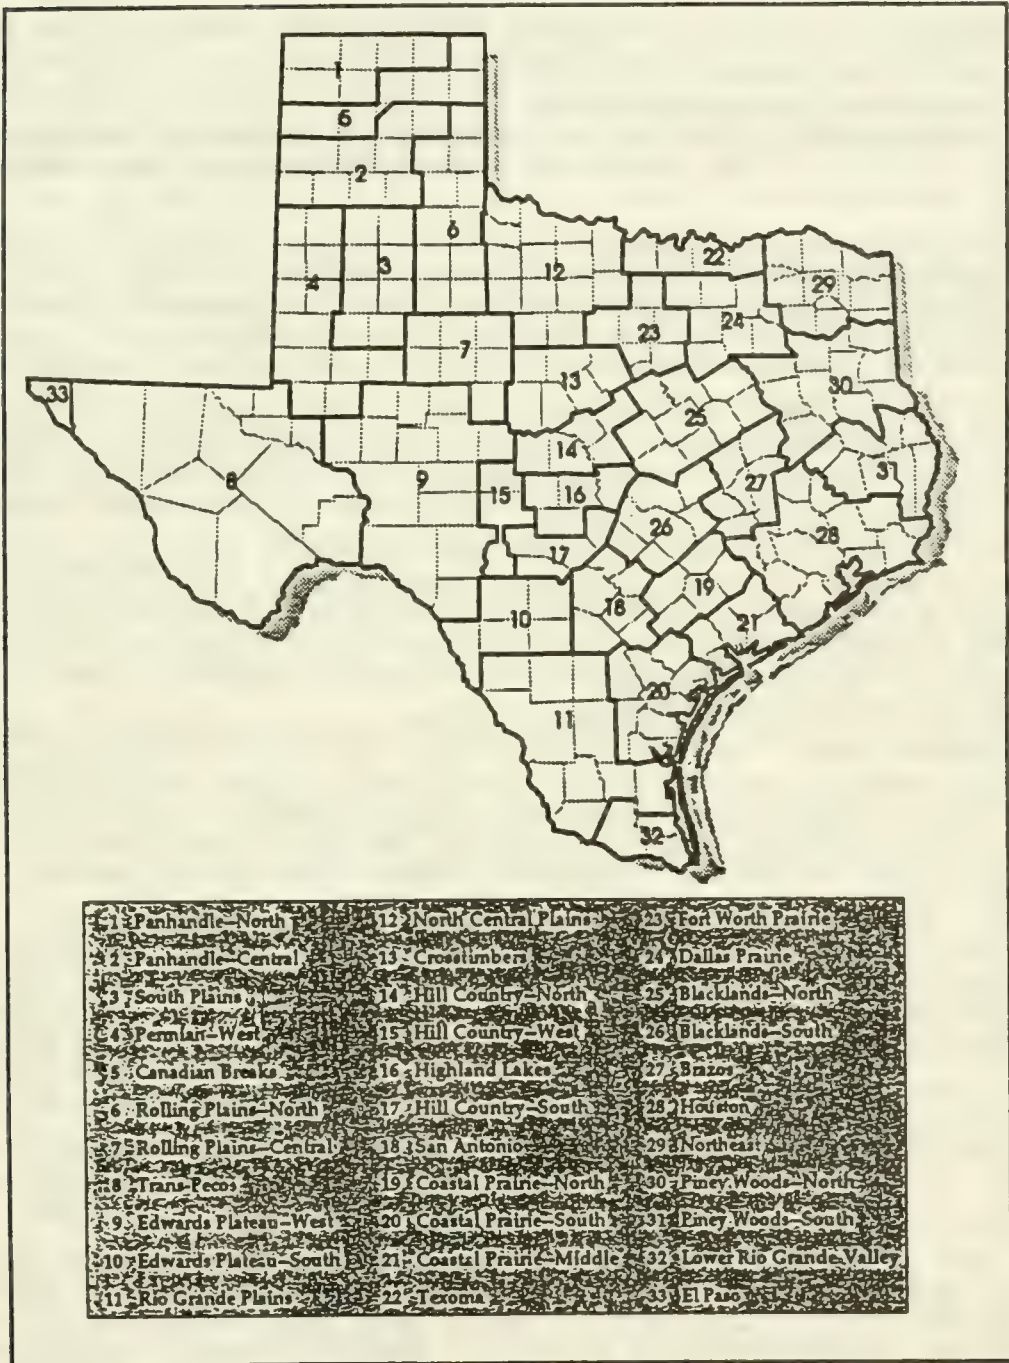 1
5
2
6
3
4
12
22
29
23
24
7
33
13
30
25
14
31
8
9
15
16
27
26
28
17
19
18
10
21
20
11
32
1 Panhandle–North
2 Panhandle–Central
3 South Plains
4 Permian–West
5 Canadian Breaks
6 Rolling Plains–North
7 Rolling Plains–Central
8 Trans-Pecos
9 Edwards Plateau–West
10 Edwards Plateau–South
11 Rio Grande Plains
12 North Central Plains
13 Crosstimbers
14 Hill Country–North
15 Hill Country–West
16 Highland Lakes
17 Hill Country–South
18 San Antonio
19 Coastal Prairie–North
20 Coastal Prairie–South
21 Coastal Prairie–Middle
22 Texoma
23 Fort Worth Prairie
24 Dallas Prairie
25 Blacklands–North
26 Blacklands–South
27 Brazos
28 Houston
29 Northeast
30 Piney Woods–North
31 Piney Woods–South
32 Lower Rio Grande Valley
33 El Paso